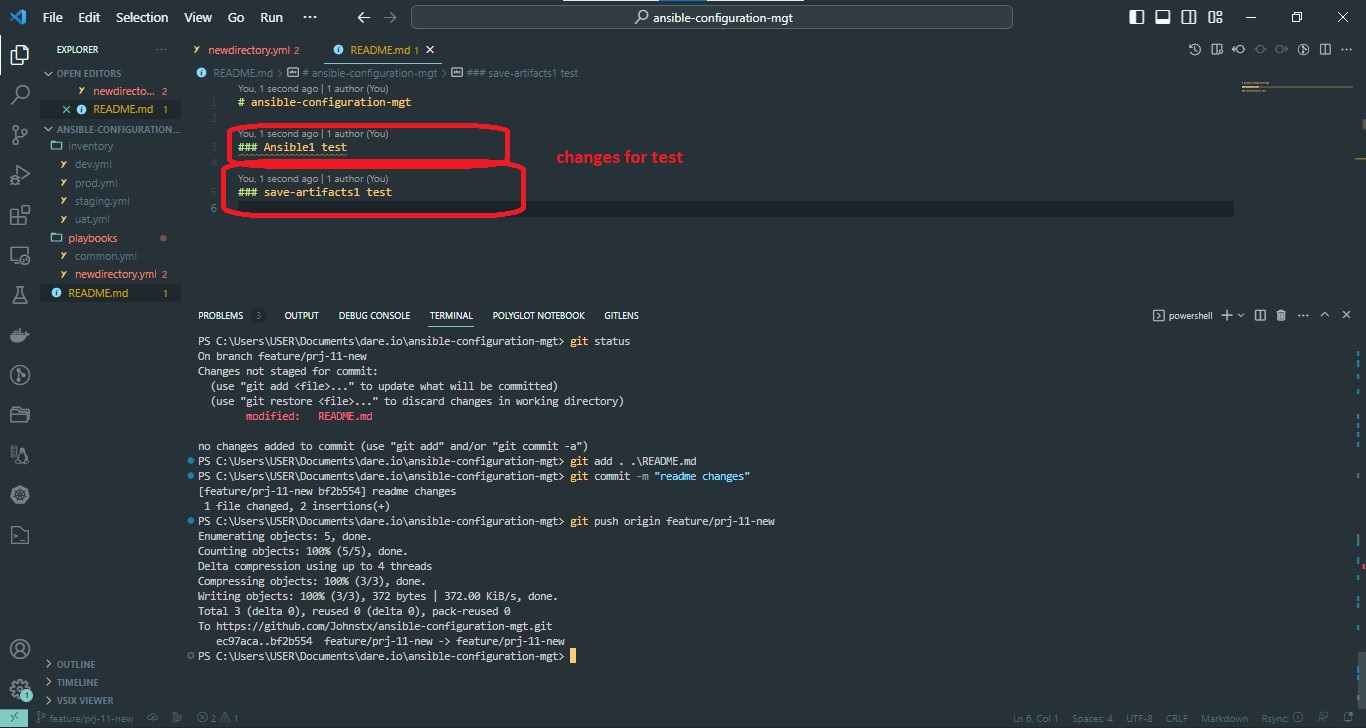 File Edit Selection View Go Run ··· ansible-configuration-mgt
EXPLORER ···
newdirectory.yml 2 README.md 1
OPEN EDITORS
newdirecto... 2
README.md 1
ANSIBLE-CONFIGURATION...
inventory
dev.yml
prod.yml
staging.yml
uat.yml
playbooks
common.yml
newdirectory.yml 2
README.md 1
README.md > # ansible-configuration-mgt > ### save-artifacts1 test
You, 1 second ago | 1 author (You)
1 # ansible-configuration-mgt
2
You, 1 second ago | 1 author (You)
3 ### Ansible1 test
4
You, 1 second ago | 1 author (You)
5 ### save-artifacts1 test
6
changes for test
PROBLEMS 3 OUTPUT DEBUG CONSOLE TERMINAL POLYGLOT NOTEBOOK GITLENS
powershell
PS C:\Users\USER\Documents\dare.io\ansible-configuration-mgt> git status
On branch feature/prj-11-new
Changes not staged for commit:
(use "git add <file>..." to update what will be committed)
(use "git restore <file>..." to discard changes in working directory)
modified: README.md
no changes added to commit (use "git add" and/or "git commit -a")
PS C:\Users\USER\Documents\dare.io\ansible-configuration-mgt> git add . .\README.md
PS C:\Users\USER\Documents\dare.io\ansible-configuration-mgt> git commit -m "readme changes"
[feature/prj-11-new bf2b554] readme changes
1 file changed, 2 insertions(+)
PS C:\Users\USER\Documents\dare.io\ansible-configuration-mgt> git push origin feature/prj-11-new
Enumerating objects: 5, done.
Counting objects: 100% (5/5), done.
Delta compression using up to 4 threads
Compressing objects: 100% (3/3), done.
Writing objects: 100% (3/3), 372 bytes | 372.00 KiB/s, done.
Total 3 (delta 0), reused 0 (delta 0), pack-reused 0
To https://github.com/Johnstx/ansible-configuration-mgt.git
ec97aca..bf2b554 feature/prj-11-new -> feature/prj-11-new
PS C:\Users\USER\Documents\dare.io\ansible-configuration-mgt>
OUTLINE
TIMELINE
VSIX VIEWER
1
feature/prj-11-new 2 1 Ln 6, Col 1 Spaces: 4 UTF-8 CRLF Markdown Rsync: